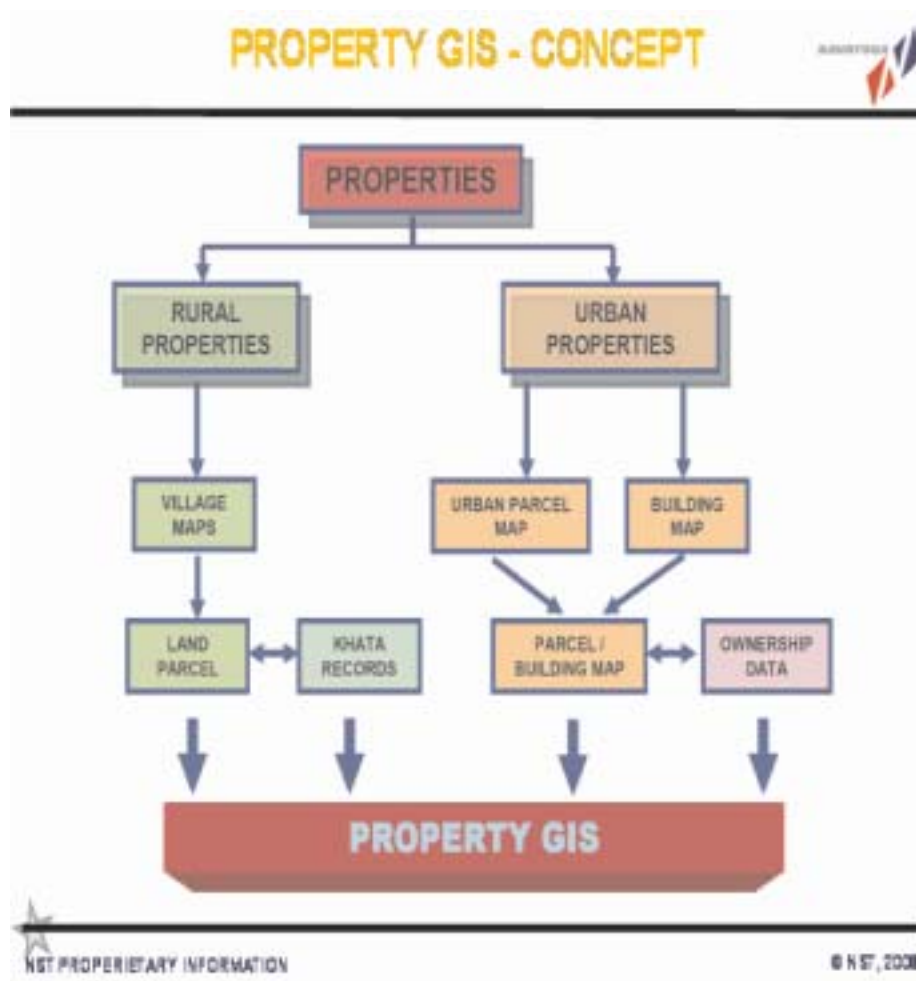 PROPERTY GIS - CONCEPT
PROPERTIES
RURAL
PROPERTIES
URBAN
PROPERTIES
VILLAGE
MAPS
URBAN PARCEL
MAP
BUILDING
MAP
LAND
PARCEL
KHATA
RECORDS
PARCEL /
BUILDING MAP
OWNERSHIP
DATA
PROPERTY GIS
NST PROPERIETARY INFORMATION
© NST,